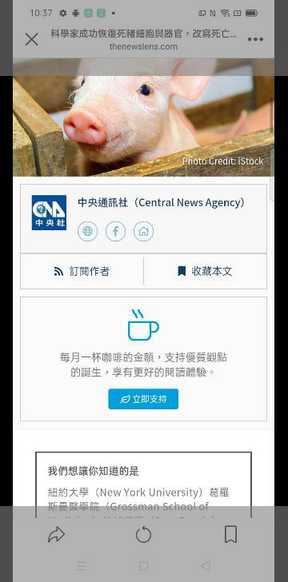 10:37
科學家成功恢復死豬細胞與器官，改寫死亡...
thenewslens.com
Photo Credit: iStock
CNA
中央社
中央通訊社（Central News Agency）
訂閱作者
收藏本文
每月一杯咖啡的金額，支持優質觀點
的誕生，享有更好的閱讀體驗。
立即支持
我們想讓你知道的是
紐約大學（New York University）葛羅
斯曼醫學院（Grossman School of